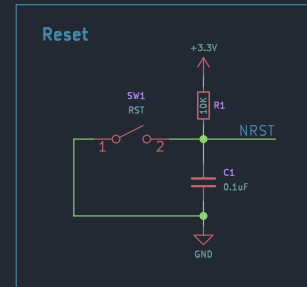 Reset
+3.3V
10K
R1
SW1
RST
NRST
1
2
C1
0.1uF
GND